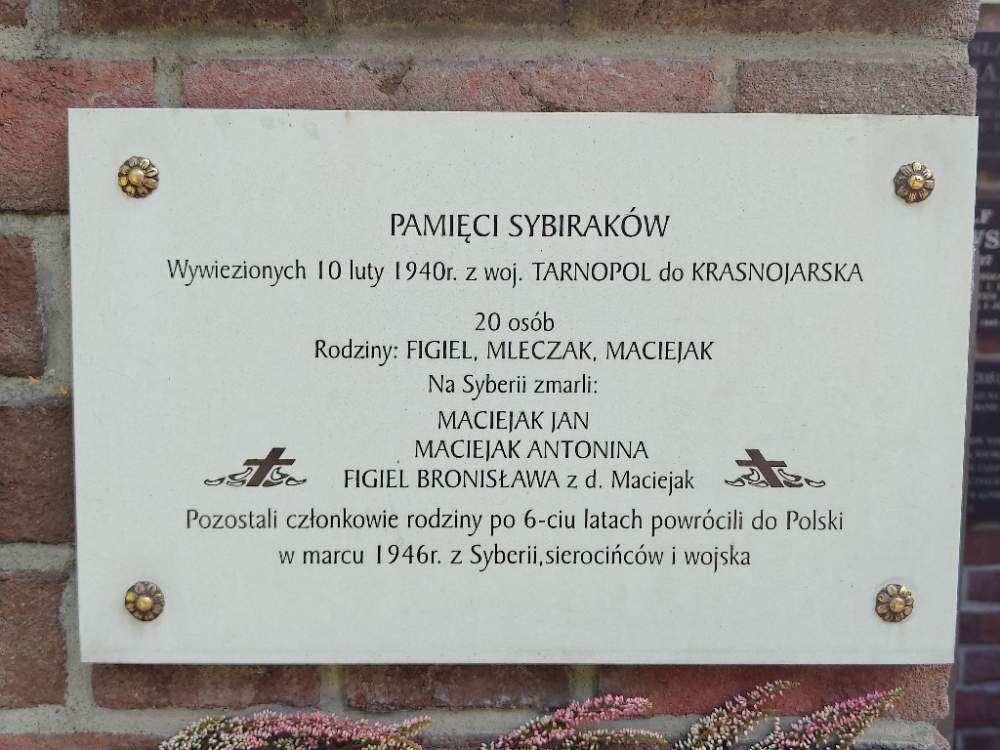 PAMIĘCI SYBIRAKÓW
Wywiezionych 10 luty 1940r. z woj. TARNOPOL do KRASNOJARSKA
20 osób
Rodziny: FIGIEL, MLECZAK, MACIEJAK
Na Syberii zmarli:
MACIEJAK JAN
MACIEJAK ANTONINA
FIGIEL BRONISŁAWA z d. Maciejak
Pozostali członkowie rodziny po 6-ciu latach powrócili do Polski
w marcu 1946r. z Syberii,sierocińców i wojska